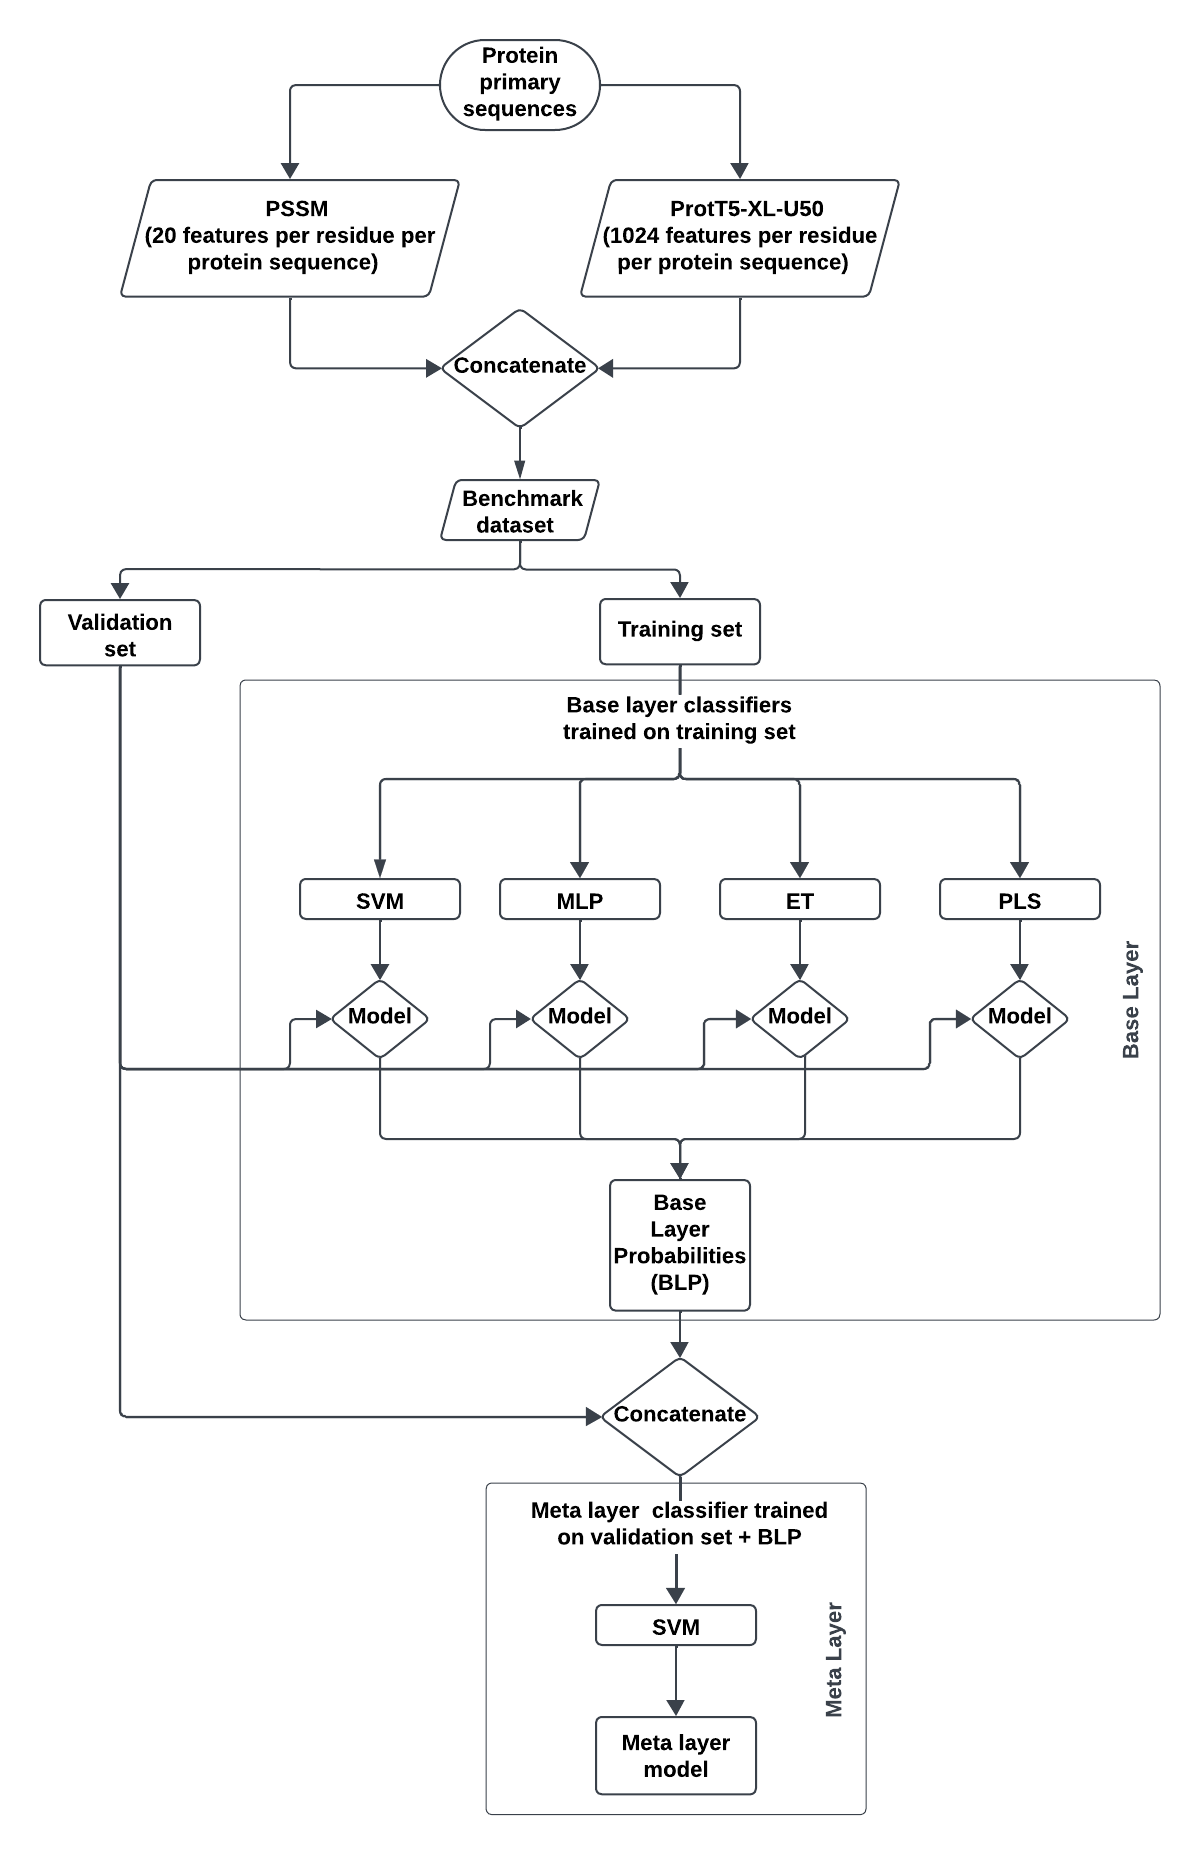 Protein
primary
sequences
PSSM
(20 features per residue per
protein sequence)
ProtT5-XL-U50
(1024 features per residue
per protein sequence)
Concatenate
Benchmark
dataset
Validation
set
Training set
Base layer classifiers
trained on training set
SVM
MLP
ET
PLS
Model
Model
Model
Model
Base Layer
Base
Layer
Probabilities
(BLP)
Concatenate
Meta layer  classifier trained
on validation set + BLP
SVM
Meta Layer
Meta layer
model